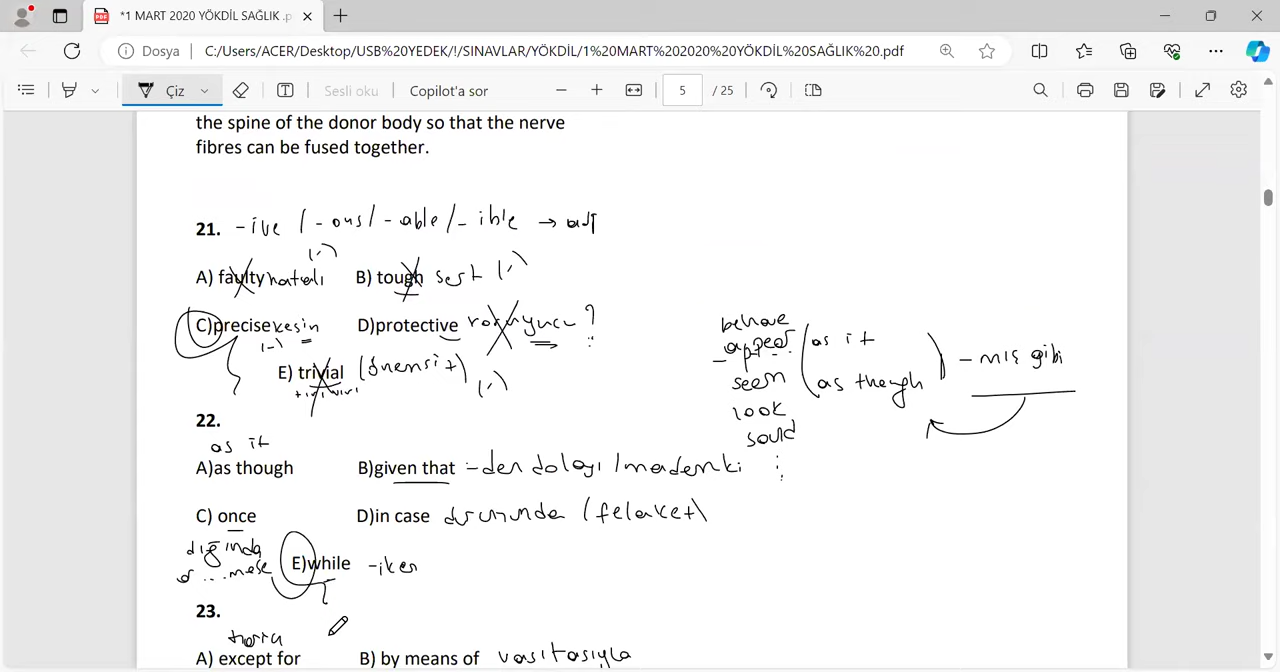 *1 MART 2020 YÖKDİL SAĞLIK .p
Dosya C:/Users/ACER/Desktop/USB%20YEDEK/!/SINAVLAR/YÖKDİL/1%20MART%202020%20YÖKDİL%20SAĞLIK%20.pdf
Çiz Sesli oku Copilot'a sor 5 / 25
the spine of the donor body so that the nerve
fibres can be fused together.
21. -ive / -ous / -able / -ible → adj
A) faulty hatalı (-) B) tough sert (-)
C)precise kesin D)protective ?
(-)
E) trivial (önemsiz) (-)
behave
appear
seem
look
sound
as if
as though
-mış gibi
22.
as if
A)as though B)given that -den dolayı / mademki
C) once D)in case durumunda (felaket)
dığında
E)while -iken
23.
hariç
A) except for B) by means of vasıtasıyla